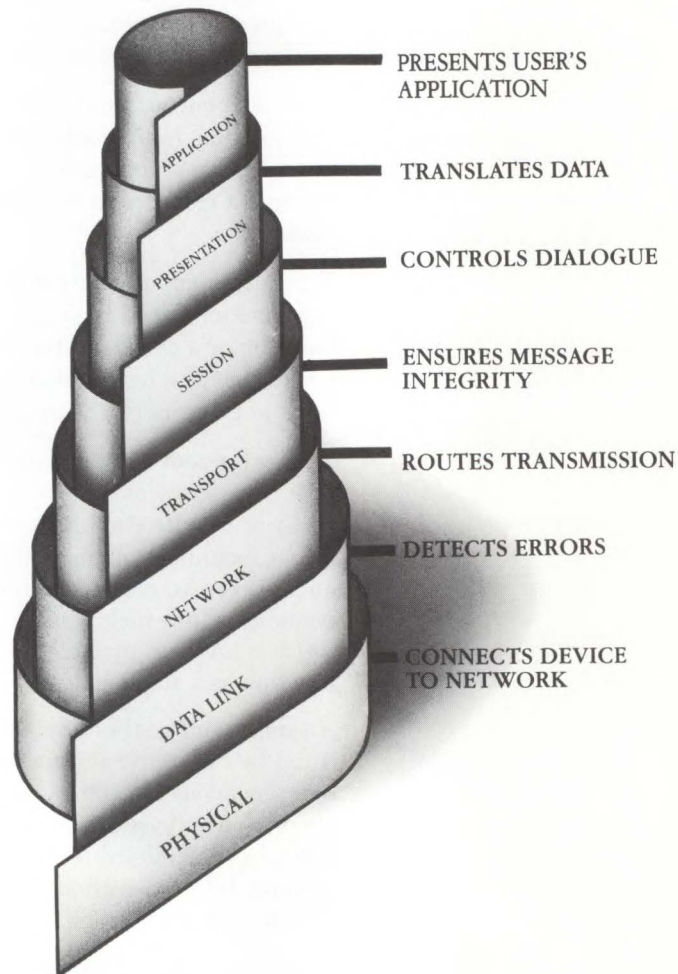 PRESENTS USER'S
APPLICATION
APPLICATION
TRANSLATES DATA
PRESENTATION
CONTROLS DIALOGUE
SESSION
ENSURES MESSAGE
INTEGRITY
TRANSPORT
ROUTES TRANSMISSION
NETWORK
DETECTS ERRORS
DATA LINK
CONNECTS DEVICE
TO NETWORK
PHYSICAL